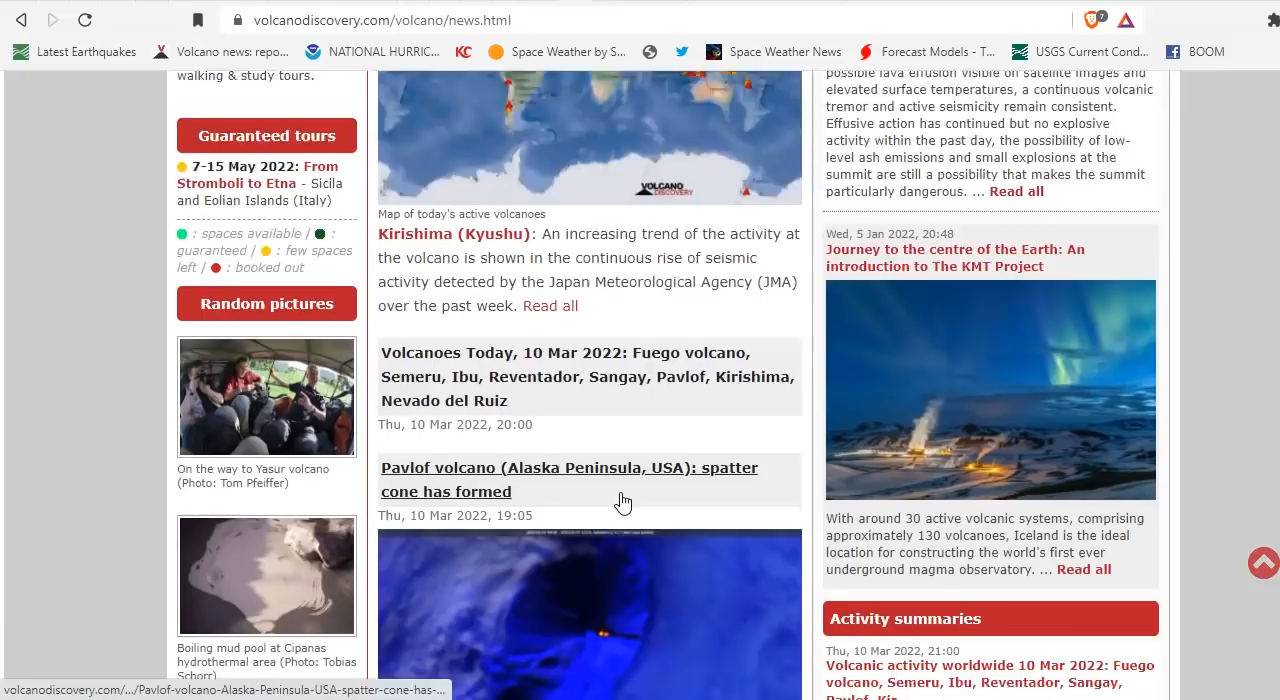 volcanodiscovery.com/volcano/news.html
7
Latest Earthquakes
Volcano news: repo...
NATIONAL HURRIC...
KC
Space Weather by S...
Space Weather News
Forecast Models - T...
USGS Current Cond...
BOOM
walking & study tours.
Guaranteed tours
7-15 May 2022: From
Stromboli to Etna - Sicila
and Eolian Islands (Italy)
: spaces available / :
guaranteed / : few spaces
left / : booked out
Random pictures
On the way to Yasur volcano
(Photo: Tom Pfeiffer)
Boiling mud pool at Cipanas
hydrothermal area (Photo: Tobias
Schorr)
volcanodiscovery.com/.../Pavlof-volcano-Alaska-Peninsula-USA-spatter-cone-has-...
VOLCANO
DISCOVERY
Map of today's active volcanoes
Kirishima (Kyushu): An increasing trend of the activity at
the volcano is shown in the continuous rise of seismic
activity detected by the Japan Meteorological Agency (JMA)
over the past week. Read all
Volcanoes Today, 10 Mar 2022: Fuego volcano,
Semeru, Ibu, Reventador, Sangay, Pavlof, Kirishima,
Nevado del Ruiz
Thu, 10 Mar 2022, 20:00
Pavlof volcano (Alaska Peninsula, USA): spatter
cone has formed
Thu, 10 Mar 2022, 19:05
possible lava effusion visible on satellite images and
elevated surface temperatures, a continuous volcanic
tremor and active seismicity remain consistent.
Effusive action has continued but no explosive
activity within the past day, the possibility of low-
level ash emissions and small explosions at the
summit are still a possibility that makes the summit
particularly dangerous. ... Read all
Wed, 5 Jan 2022, 20:48
Journey to the centre of the Earth: An
introduction to The KMT Project
With around 30 active volcanic systems, comprising
approximately 130 volcanoes, Iceland is the ideal
location for constructing the world's first ever
underground magma observatory. ... Read all
Activity summaries
Thu, 10 Mar 2022, 21:00
Volcanic activity worldwide 10 Mar 2022: Fuego
volcano, Semeru, Ibu, Reventador, Sangay,
Pavlof, Kir...